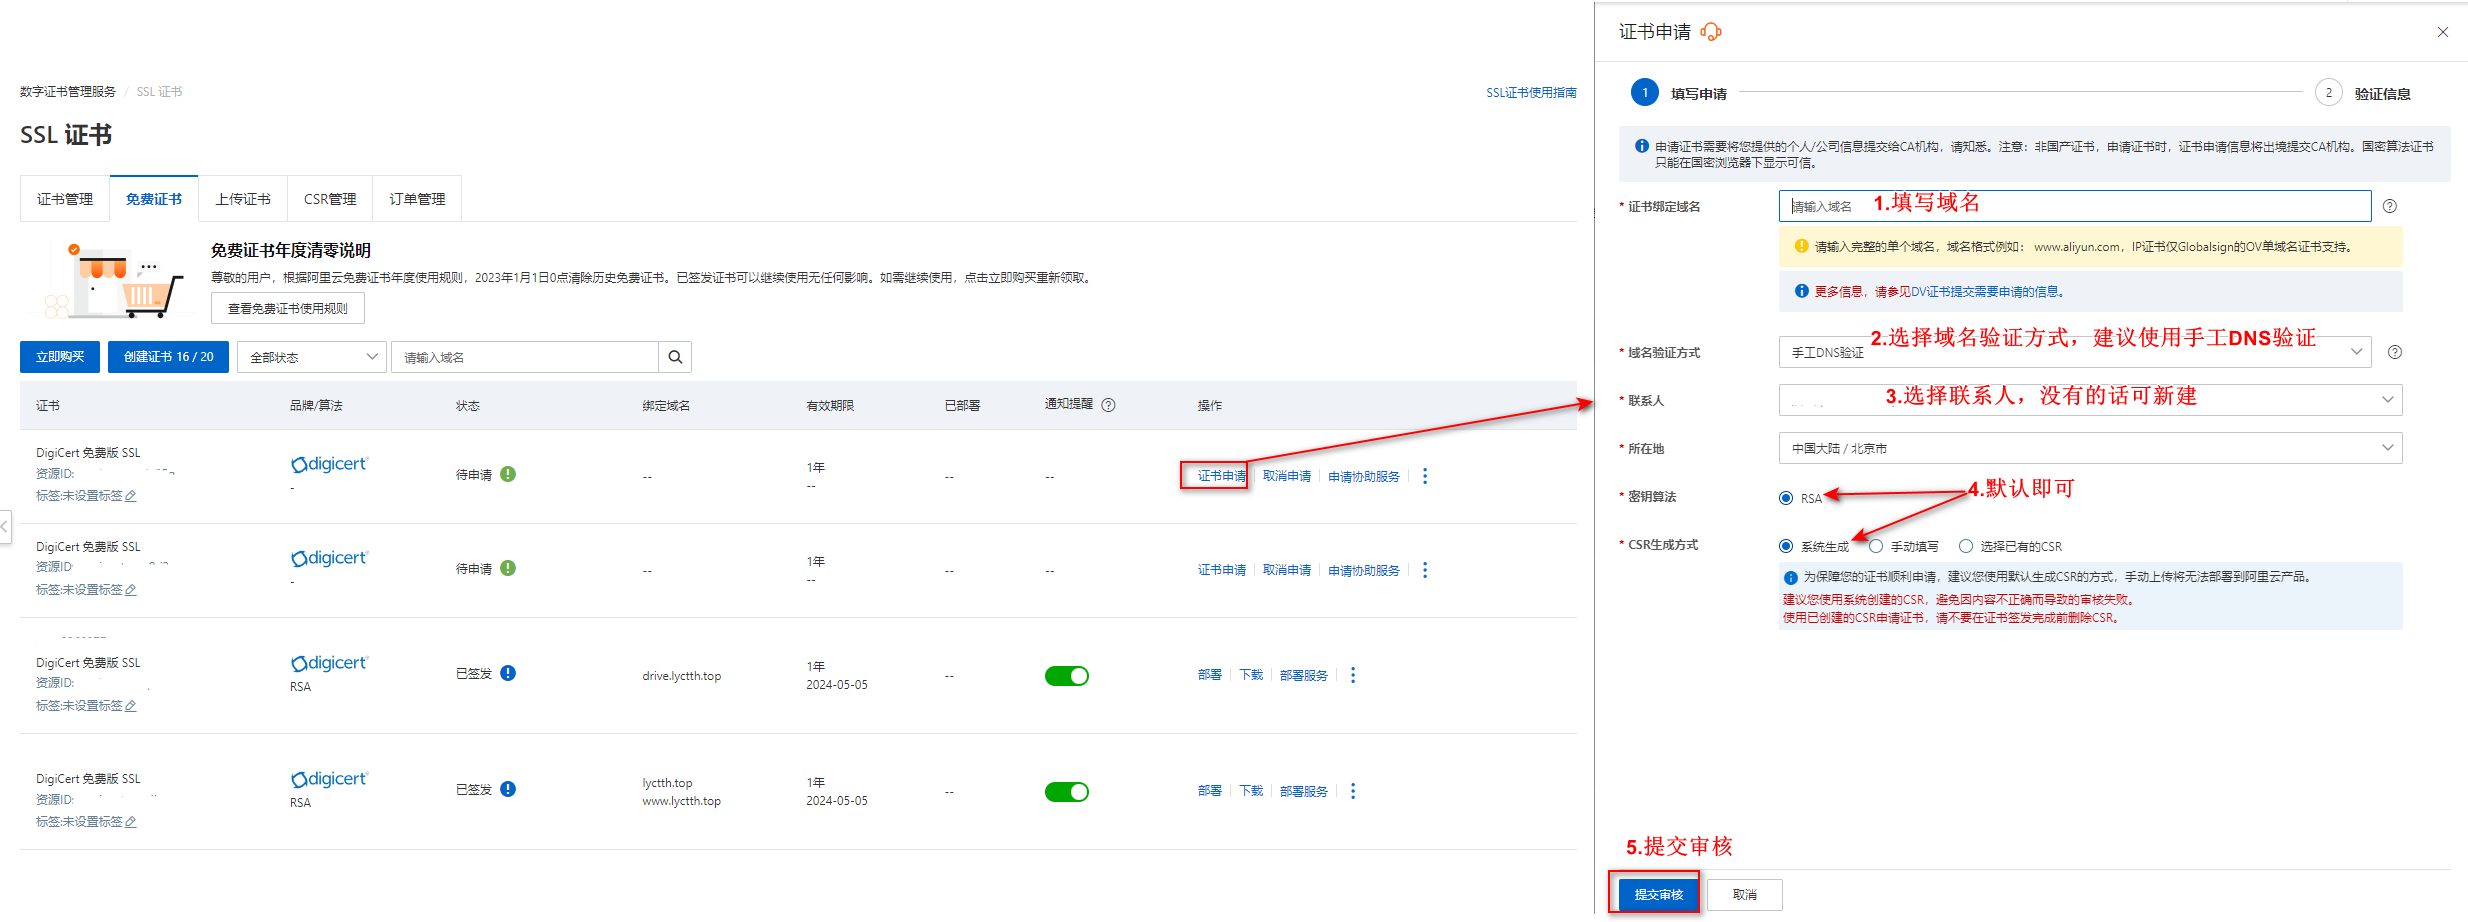 数字证书管理服务 / SSL 证书
SSL证书使用指南
SSL 证书
证书管理 免费证书 上传证书 CSR管理 订单管理
免费证书年度清零说明
尊敬的用户，根据阿里云免费证书年度使用规则，2023年1月1日0点清除历史免费证书。已签发证书可以继续使用无任何影响。如需继续使用，点击立即购买重新领取。
查看免费证书使用规则
立即购买 创建证书 16 / 20 全部状态 请输入域名
证书 品牌/算法 状态 绑定域名 有效期限 已部署 通知提醒 操作
DigiCert 免费版 SSL
资源ID:
标签:未设置标签
digicert
-
待申请
--
1年
--
--
--
证书申请 取消申请 申请协助服务
DigiCert 免费版 SSL
资源ID:
标签:未设置标签
digicert
-
待申请
--
1年
--
--
--
证书申请 取消申请 申请协助服务
DigiCert 免费版 SSL
资源ID:
标签:未设置标签
digicert
RSA
已签发
drive.lyctth.top
1年
2024-05-05
--
部署 下载 部署服务
DigiCert 免费版 SSL
资源ID:
标签:未设置标签
digicert
RSA
已签发
lyctth.top
www.lyctth.top
1年
2024-05-05
--
部署 下载 部署服务
证书申请
1 填写申请 2 验证信息
申请证书需要将您提供的个人/公司信息提交给CA机构，请知悉。注意：非国产证书，申请证书时，证书申请信息将出境提交CA机构。国密算法证书
只能在国密浏览器下显示可信。
* 证书绑定域名 请输入域名 1.填写域名
请输入完整的单个域名，域名格式例如： www.aliyun.com，IP证书仅Globalsign的OV单域名证书支持。
更多信息，请参见DV证书提交需要申请的信息。
* 域名验证方式 手工DNS验证 2.选择域名验证方式，建议使用手工DNS验证
* 联系人 3.选择联系人，没有的话可新建
* 所在地 中国大陆 / 北京市
* 密钥算法 RSA 4.默认即可
* CSR生成方式 系统生成 手动填写 选择已有的CSR
为保障您的证书顺利申请，建议您使用默认生成CSR的方式，手动上传将无法部署到阿里云产品。
建议您使用系统创建的CSR，避免因内容不正确而导致的审核失败。
使用已创建的CSR申请证书，请不要在证书签发完成前删除CSR。
5.提交审核
提交审核 取消